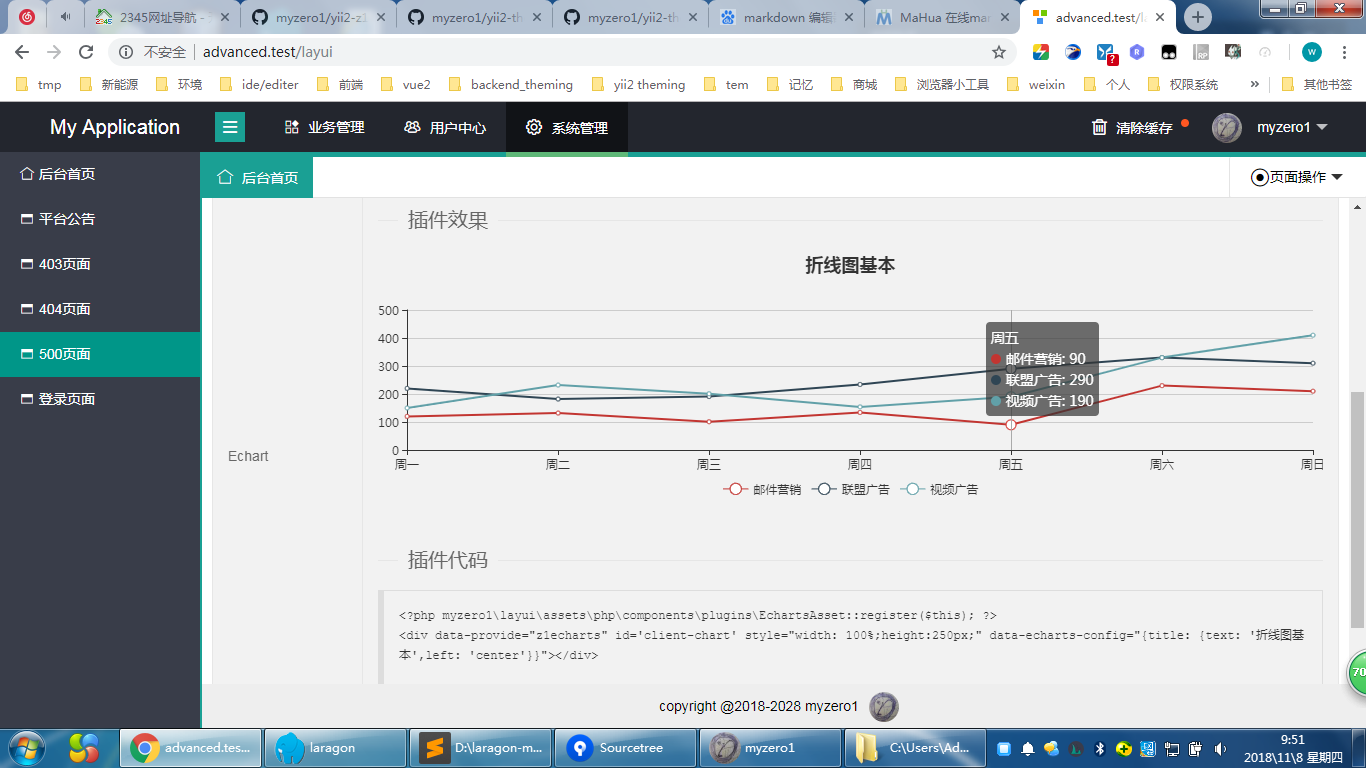 2345网址导航 -
myzero1/yii2-z1
myzero1/yii2-th
myzero1/yii2-th
markdown 编辑
MaHua 在线mar
advanced.test/la
不安全
advanced.test/layui
tmp
新能源
环境
ide/editer
前端
vue2
backend_theming
yii2 theming
tem
记忆
商城
浏览器小工具
weixin
个人
权限系统
其他书签
My Application
业务管理
用户中心
系统管理
清除缓存
myzero1
后台首页
平台公告
403页面
404页面
500页面
登录页面
后台首页
页面操作
Echart
插件效果
折线图基本
500
400
300
200
100
0
周一
周二
周三
周四
周五
周六
周日
周五
邮件营销: 90
联盟广告: 290
视频广告: 190
邮件营销
联盟广告
视频广告
插件代码
<?php myzero1\layui\assets\php\components\plugins\EchartsAsset::register($this); ?>
<div data-provide="z1echarts" id='client-chart' style="width: 100%;height:250px;" data-echarts-config="{title: {text: '折线图基
本',left: 'center'}}"></div>
70
copyright @2018-2028 myzero1
advanced.tes...
laragon
D:\laragon-m...
Sourcetree
myzero1
C:\Users\Ad...
9:51
2018\11\8 星期四